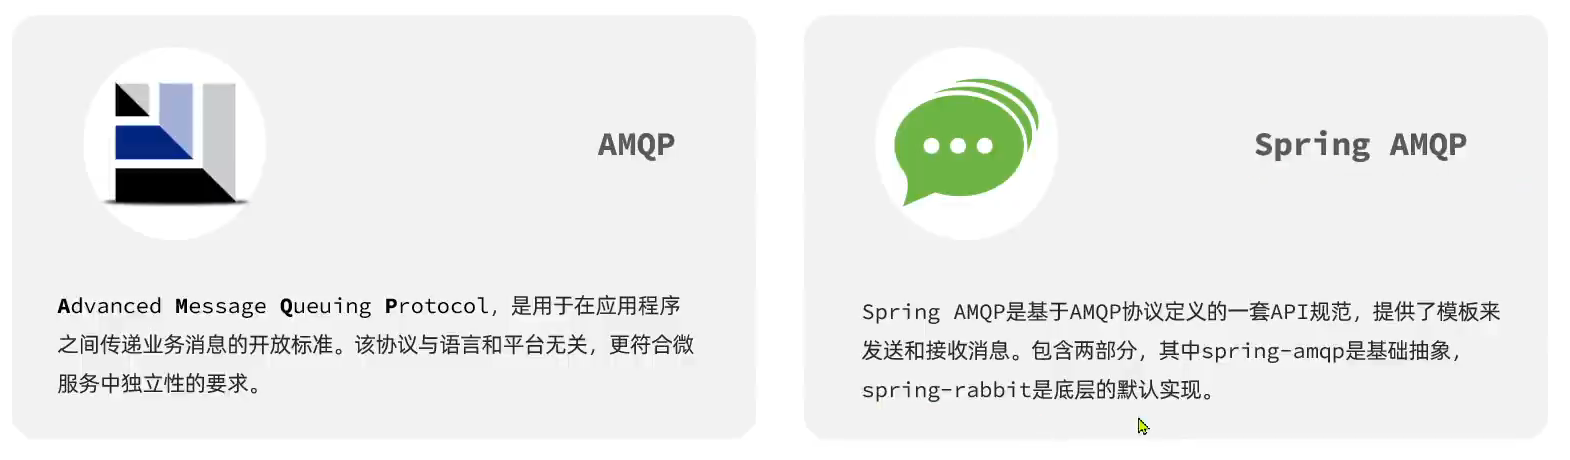 AMQP
Advanced Message Queuing Protocol，是用于在应用程序
之间传递业务消息的开放标准。该协议与语言和平台无关，更符合微
服务中独立性的要求。
Spring AMQP
Spring AMQP是基于AMQP协议定义的一套API规范，提供了模板来
发送和接收消息。包含两部分，其中spring-amqp是基础抽象，
spring-rabbit是底层的默认实现。